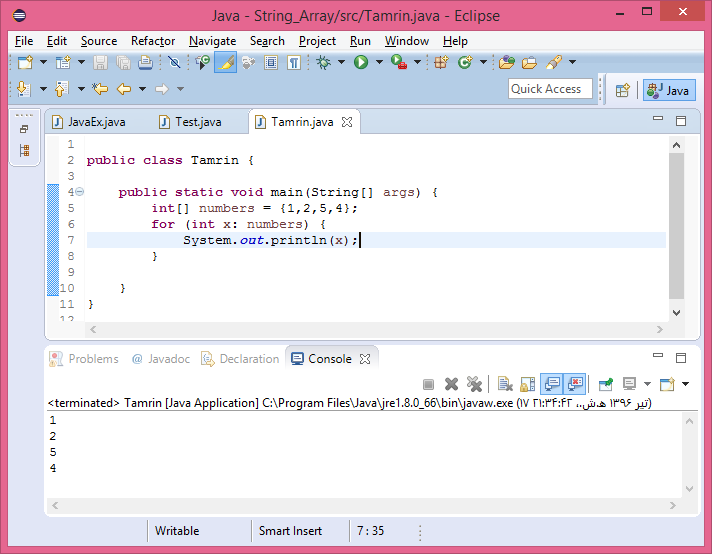 Java - String_Array/src/Tamrin.java - Eclipse
File Edit Source Refactor Navigate Search Project Run Window Help
Quick Access
Java
JavaEx.java Test.java Tamrin.java
1
2 public class Tamrin {
3
4 public static void main(String[] args) {
5 int[] numbers = {1,2,5,4};
6 for (int x: numbers) {
7 System.out.println(x);
8 }
9
10 }
11 }
12
Problems @ Javadoc Declaration Console
<terminated> Tamrin [Java Application] C:\Program Files\Java\jre1.8.0_66\bin\javaw.exe (۱۷ تیر ۱۳۹۶ ه‍.ش.،‏ ۲۱:۳۴:۴۲)
1
2
5
4
Writable Smart Insert 7 : 35